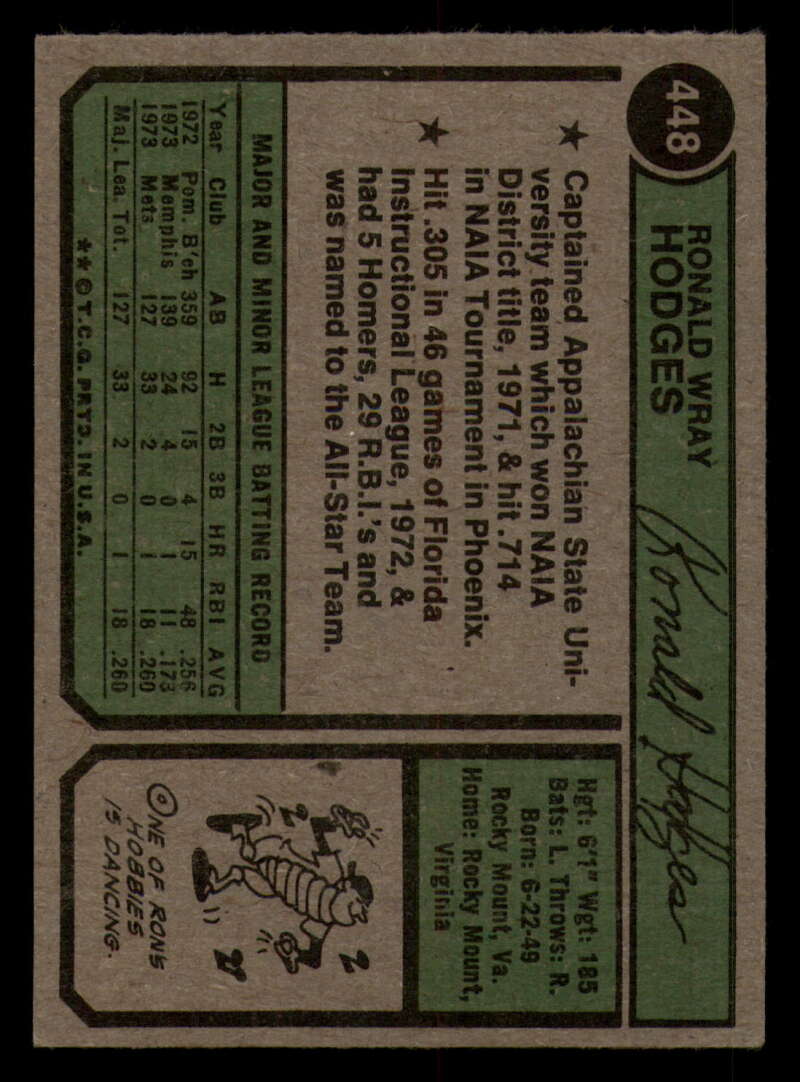 448
RONALD WRAY
HODGES
Ronald Hodges
★ Captained Appalachian State Uni-
versity team which won NAIA
District title, 1971, & hit .714
in NAIA Tournament in Phoenix.
★ Hit .305 in 46 games of Florida
Instructional League, 1972, &
had 5 Homers, 29 R.B.I.'s and
was named to the All-Star Team.
MAJOR AND MINOR LEAGUE BATTING RECORD
Year Club AB H 2B 3B HR RBI AVG
1972 Pom. B'ch 359 92 15 4 15 48 .256
1973 Memphis 139 24 4 0 1 11 .173
1973 Mets 127 33 2 0 1 18 .260
Maj. Lea. Tot. 127 33 2 0 1 18 .260
**© T.C.G. PRTD. IN U.S.A.
Hgt: 6'1" Wgt: 185
Bats: L. Throws: R.
Born: 6-22-49
Rocky Mount, Va.
Home: Rocky Mount,
Virginia
ONE OF RON'S
HOBBIES
IS DANCING.